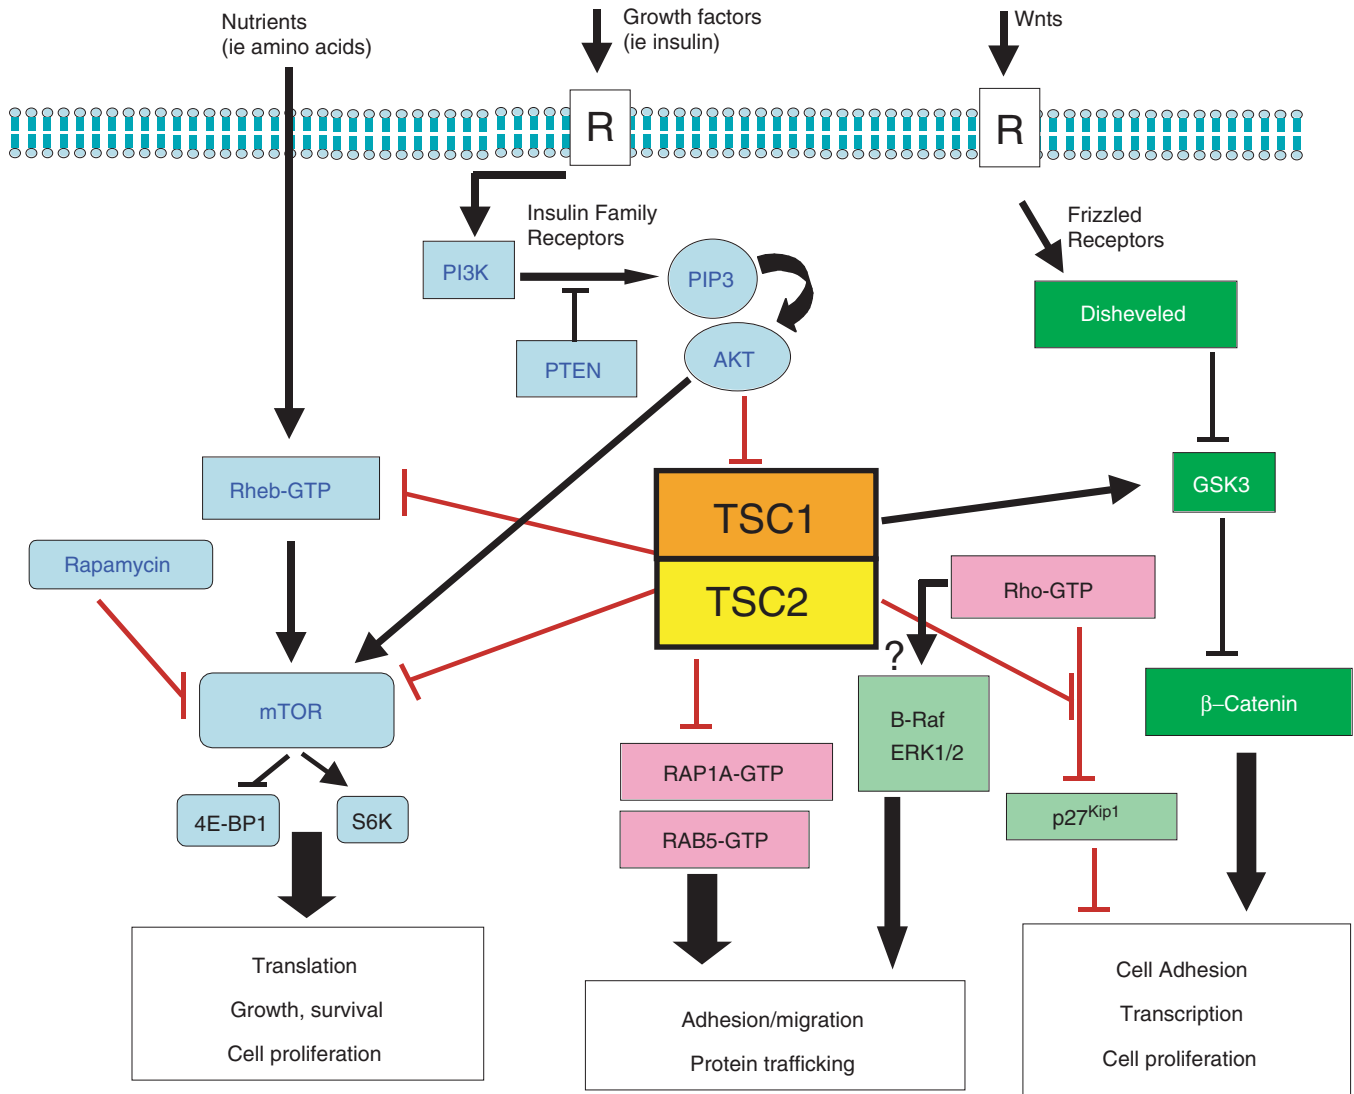 Nutrients
(ie amino acids)
Growth factors
(ie insulin)
Wnts
R
R
Insulin Family
Receptors
Frizzled
Receptors
PI3K
PIP3
PTEN
AKT
Disheveled
Rheb-GTP
TSC1
GSK3
Rapamycin
TSC2
Rho-GTP
?
mTOR
B-Raf
ERK1/2
β–Catenin
RAP1A-GTP
4E-BP1
S6K
RAB5-GTP
p27Kip1
Translation
Growth, survival
Cell proliferation
Adhesion/migration
Protein trafficking
Cell Adhesion
Transcription
Cell proliferation